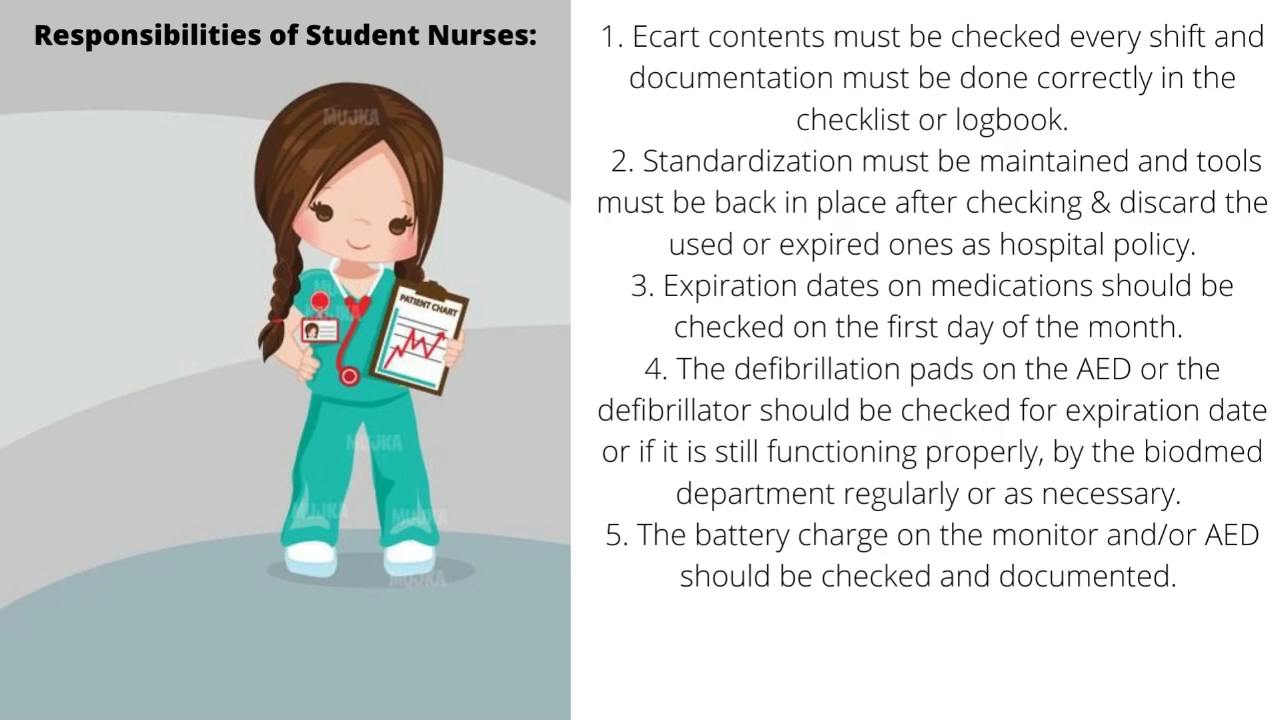 Responsibilities of Student Nurses:
MUJKA
MUJKA
PATIENT CHART
MUJKA
MUJKA
MUJKA
MUJKA
1. Ecart contents must be checked every shift and
documentation must be done correctly in the
checklist or logbook.
2. Standardization must be maintained and tools
must be back in place after checking & discard the
used or expired ones as hospital policy.
3. Expiration dates on medications should be
checked on the first day of the month.
4. The defibrillation pads on the AED or the
defibrillator should be checked for expiration date
or if it is still functioning properly, by the biodmed
department regularly or as necessary.
5. The battery charge on the monitor and/or AED
should be checked and documented.